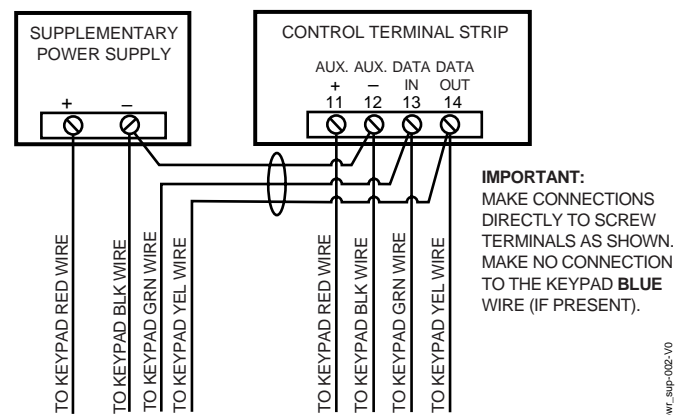 SUPPLEMENTARY
POWER SUPPLY
+ –
CONTROL TERMINAL STRIP
AUX. AUX. DATA DATA
+ – IN OUT
11 12 13 14
IMPORTANT:
MAKE CONNECTIONS
DIRECTLY TO SCREW
TERMINALS AS SHOWN.
MAKE NO CONNECTION
TO THE KEYPAD BLUE
WIRE (IF PRESENT).
TO KEYPAD RED WIRE
TO KEYPAD BLK WIRE
TO KEYPAD GRN WIRE
TO KEYPAD YEL WIRE
TO KEYPAD RED WIRE
TO KEYPAD BLK WIRE
TO KEYPAD GRN WIRE
TO KEYPAD YEL WIRE